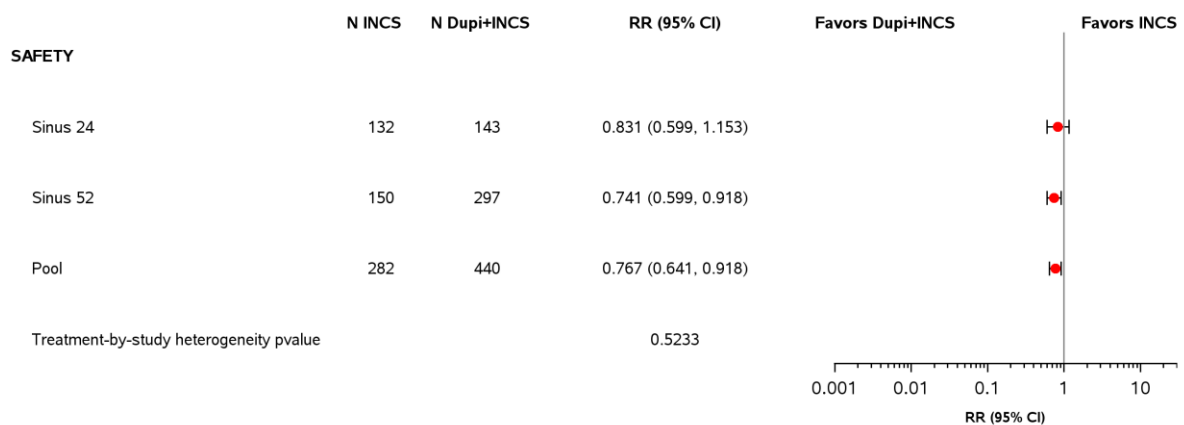 N INCS N Dupi+INCS RR (95% CI) Favors Dupi+INCS Favors INCS
SAFETY
Sinus 24 132 143 0.831 (0.599, 1.153)
Sinus 52 150 297 0.741 (0.599, 0.918)
Pool 282 440 0.767 (0.641, 0.918)
Treatment-by-study heterogeneity pvalue 0.5233
0.001 0.01 0.1 1 10
RR (95% CI)